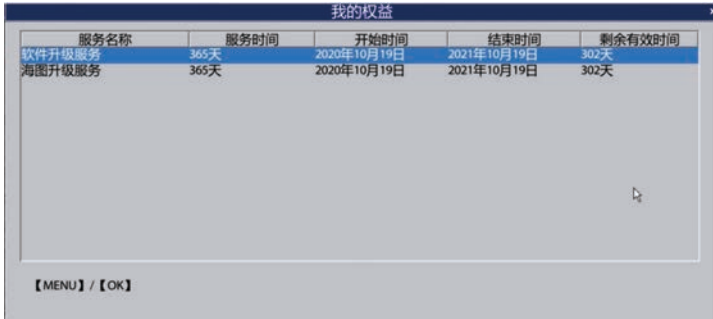 我的权益
服务名称 服务时间 开始时间 结束时间 剩余有效时间
软件升级服务 365天 2020年10月19日 2021年10月19日 302天
海图升级服务 365天 2020年10月19日 2021年10月19日 302天
【MENU】/【OK】